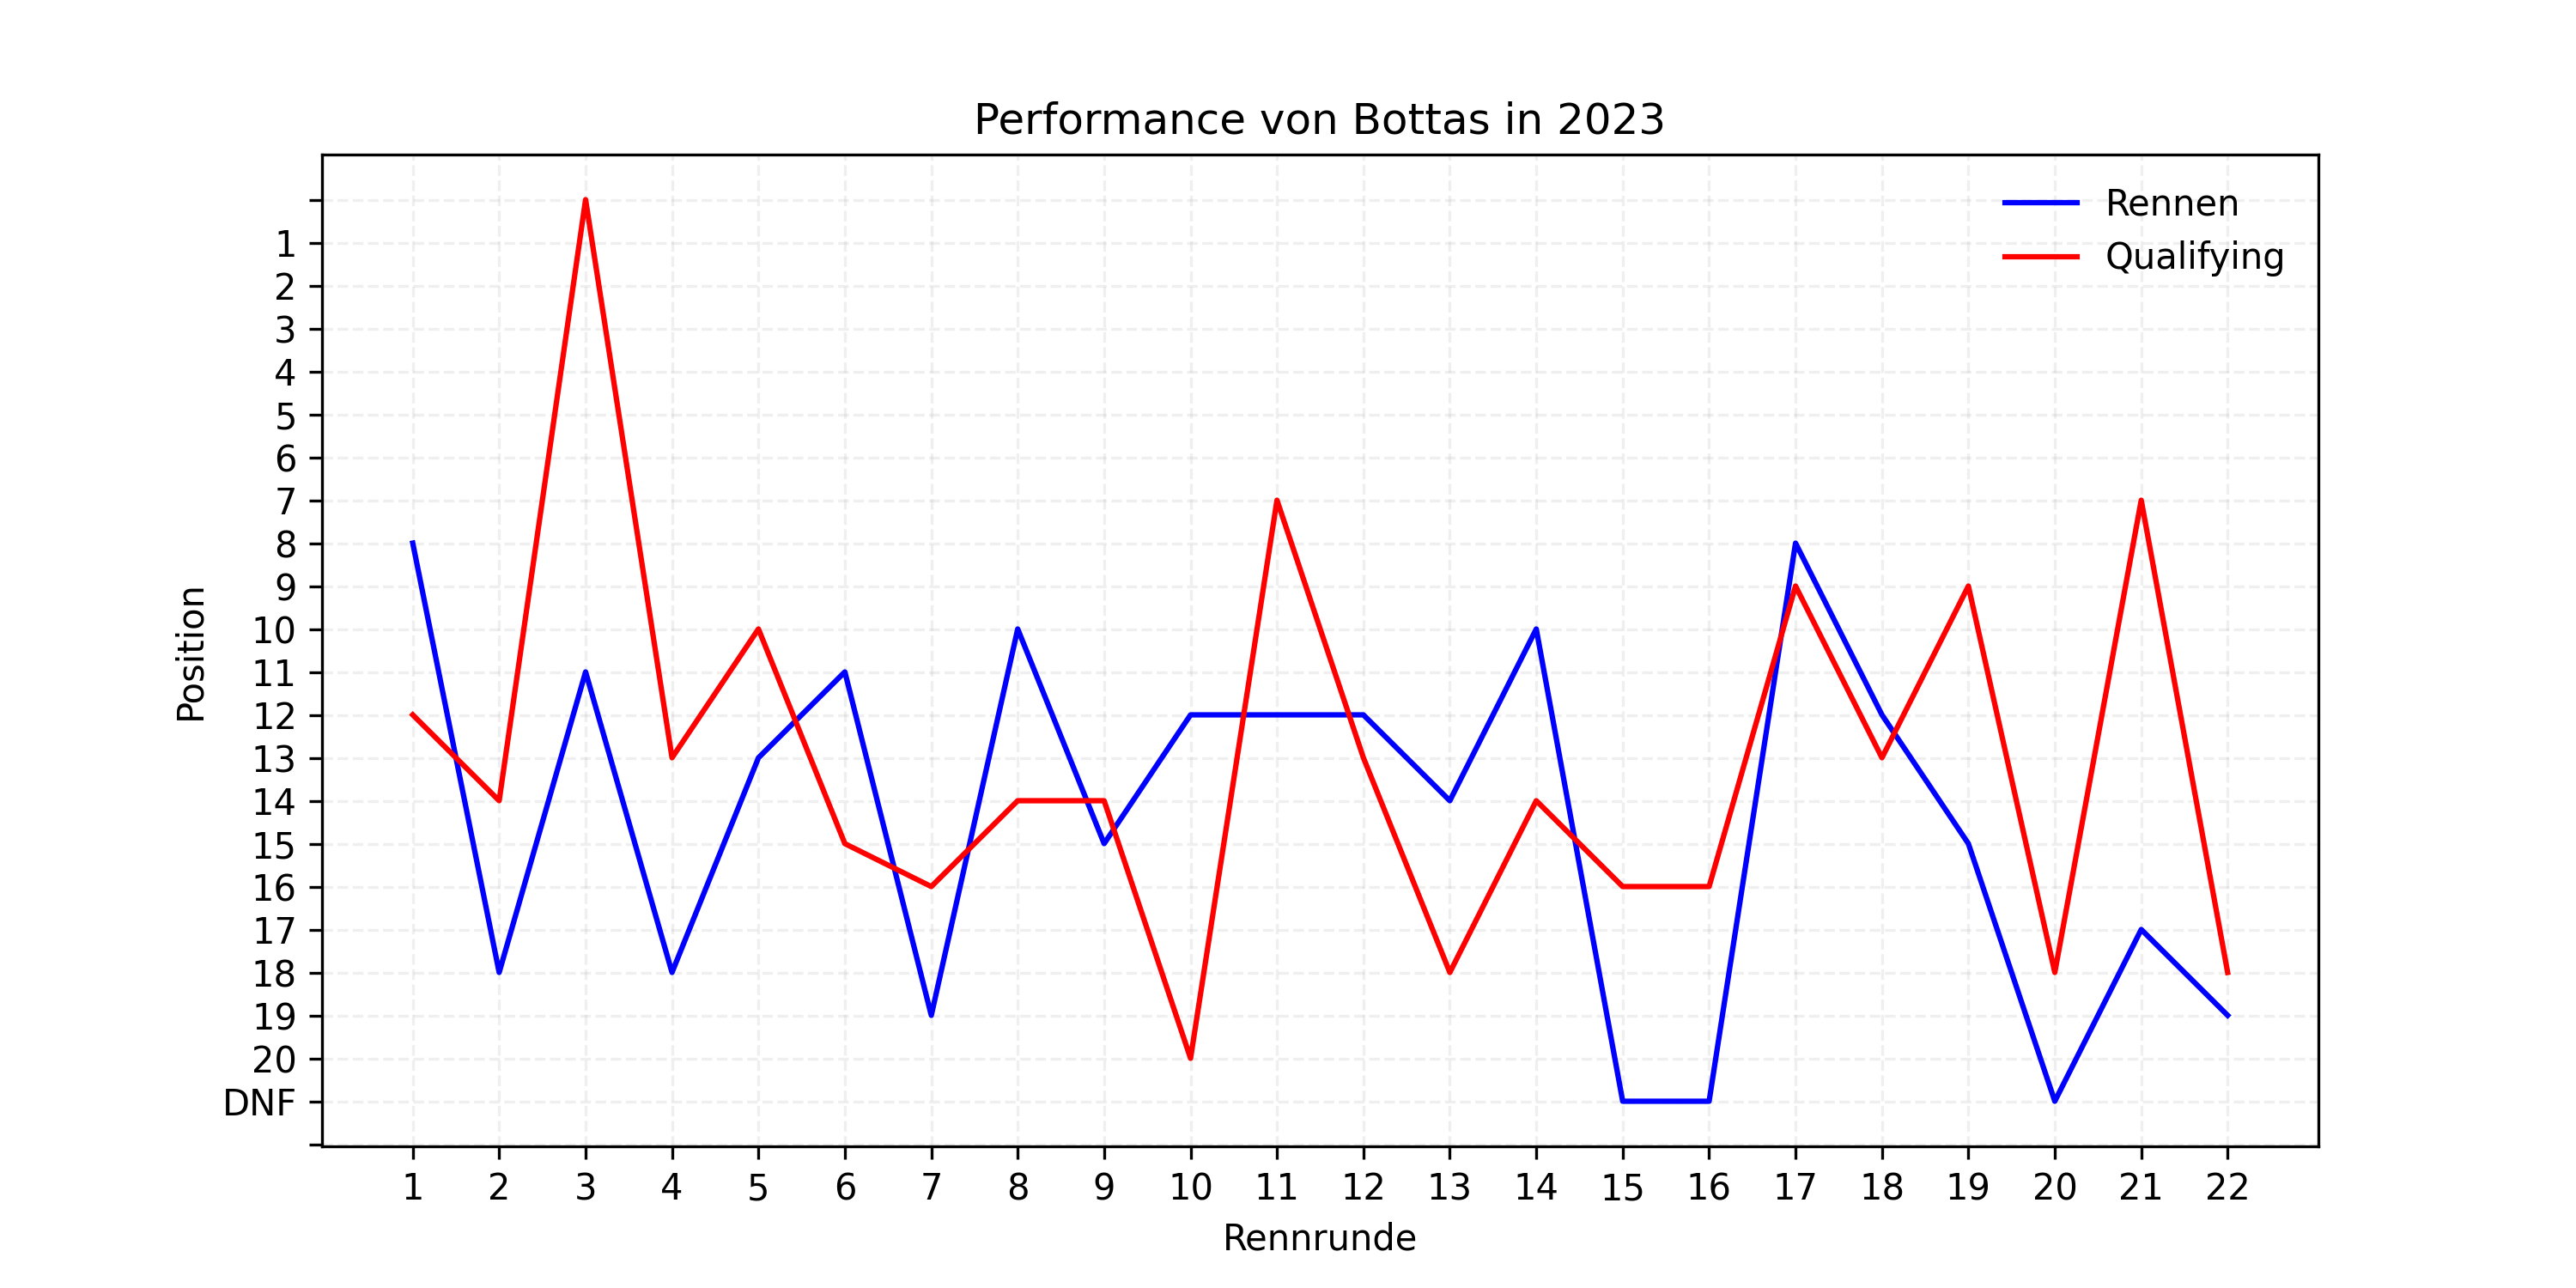 Performance von Bottas in 2023
Rennen
Qualifying
Position
1
2
3
4
5
6
7
8
9
10
11
12
13
14
15
16
17
18
19
20
DNF
1 2 3 4 5 6 7 8 9 10 11 12 13 14 15 16 17 18 19 20 21 22
Rennrunde